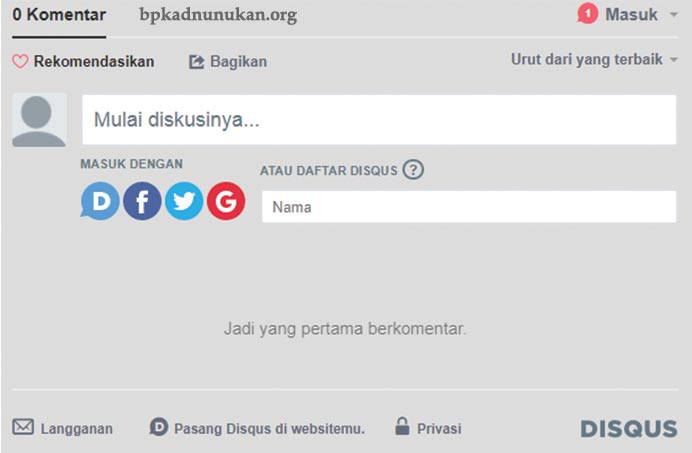 0 Komentar bpkadnunukan.org 1 Masuk
Rekomendasikan Bagikan Urut dari yang terbaik
Mulai diskusinya...
MASUK DENGAN ATAU DAFTAR DISQUS ?
D f G
Nama
Jadi yang pertama berkomentar.
Langganan D Pasang Disqus di websitemu. Privasi DISQUS